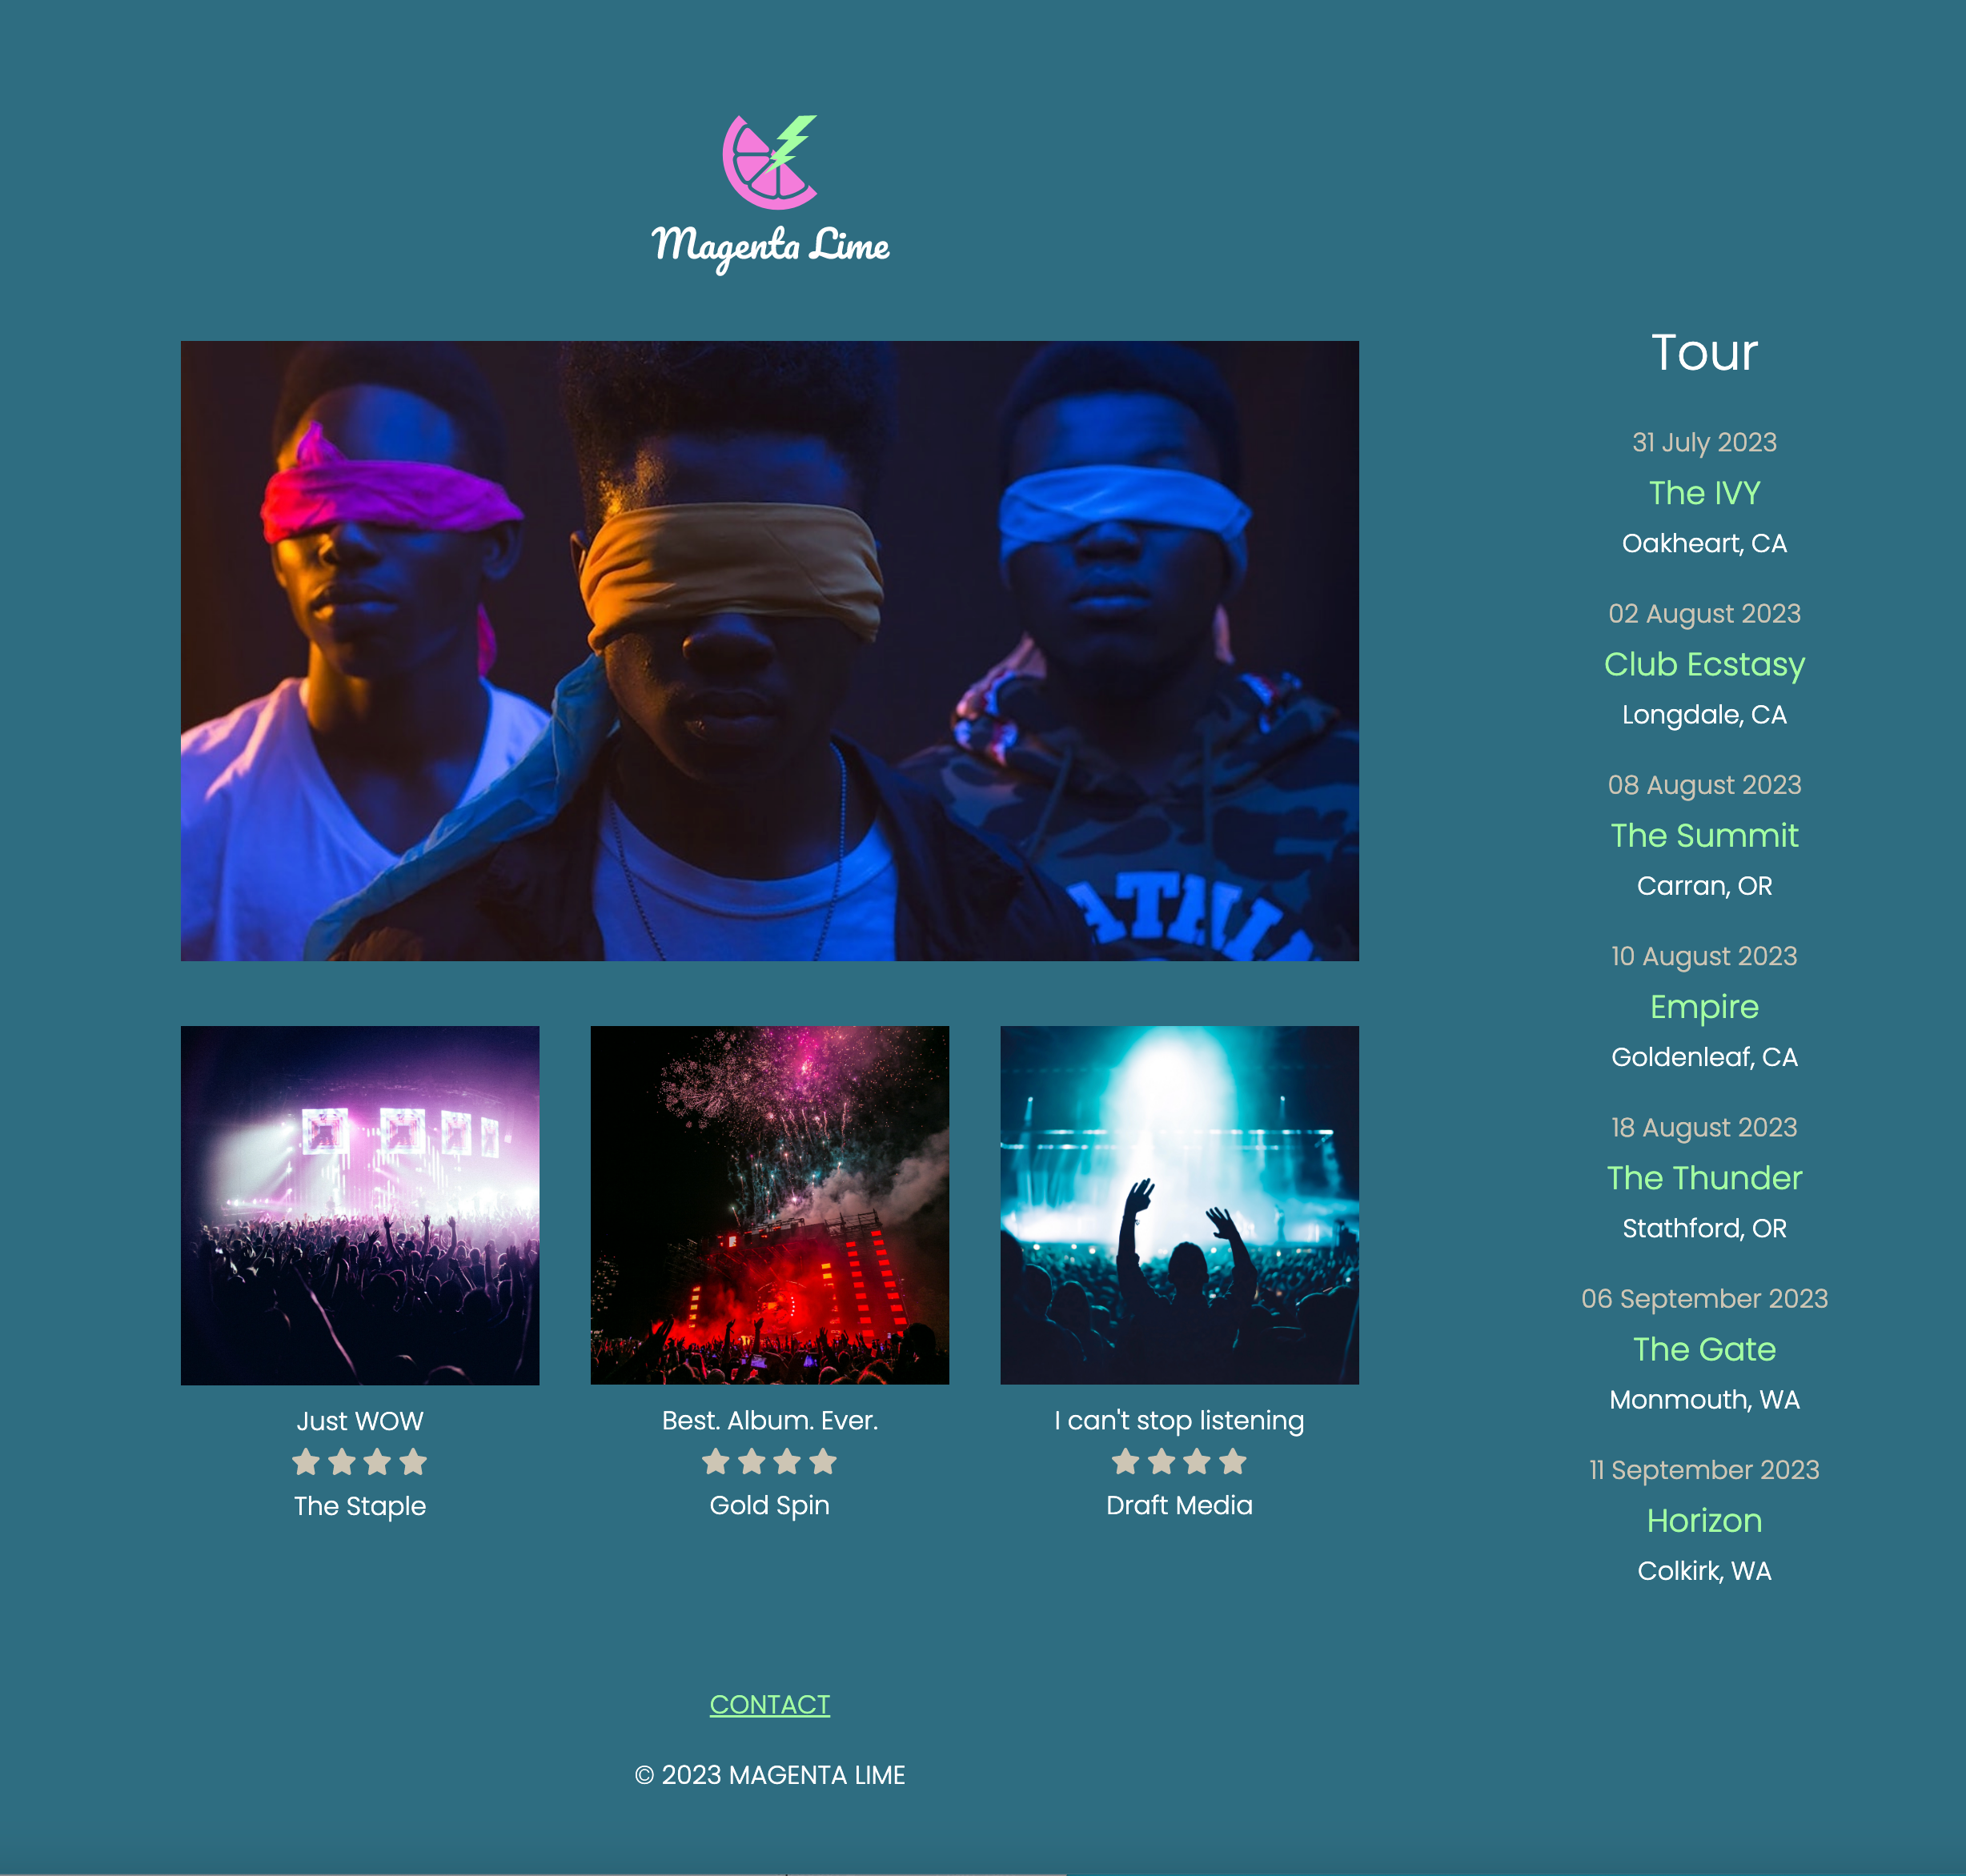 Magenta Lime
Tour
31 July 2023
The IVY
Oakheart, CA
02 August 2023
Club Ecstasy
Longdale, CA
08 August 2023
The Summit
Carran, OR
10 August 2023
Empire
Goldenleaf, CA
18 August 2023
The Thunder
Stathford, OR
06 September 2023
The Gate
Monmouth, WA
11 September 2023
Horizon
Colkirk, WA
Just WOW
The Staple
Best. Album. Ever.
Gold Spin
I can't stop listening
Draft Media
CONTACT
© 2023 MAGENTA LIME